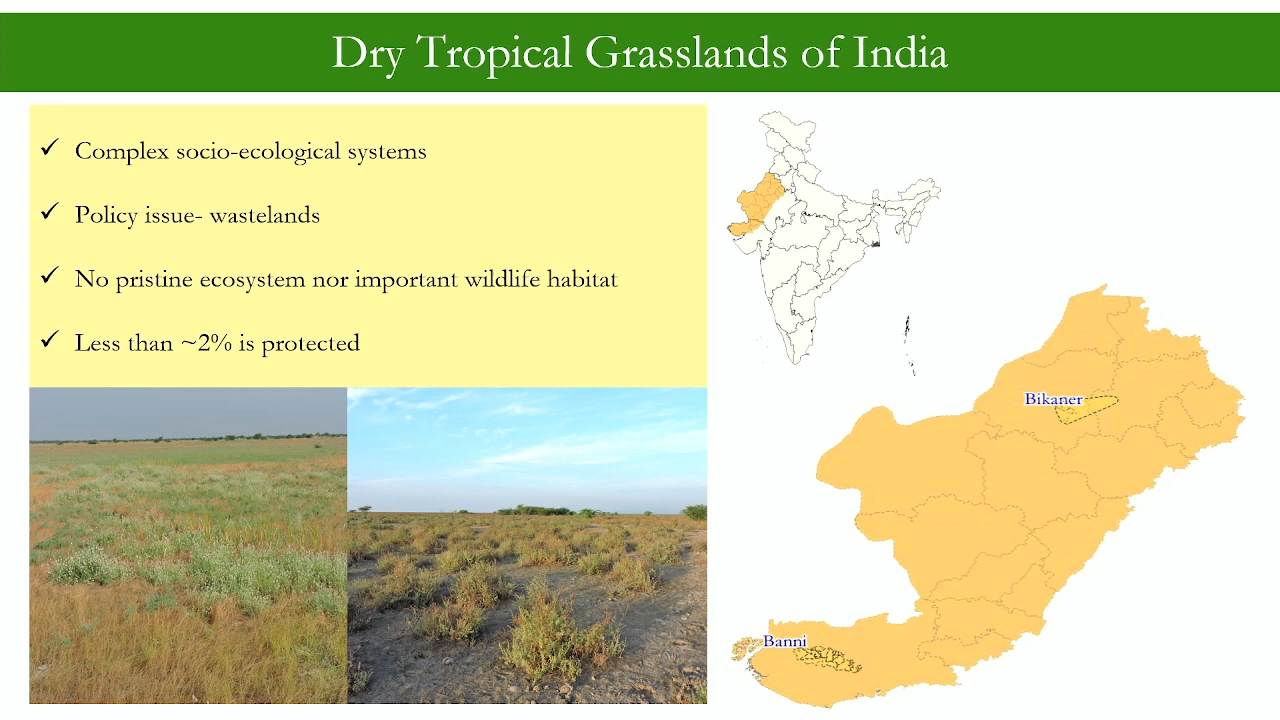 Dry Tropical Grasslands of India
✓ Complex socio-ecological systems
✓ Policy issue- wastelands
✓ No pristine ecosystem nor important wildlife habitat
✓ Less than ~2% is protected
Bikaner
Banni